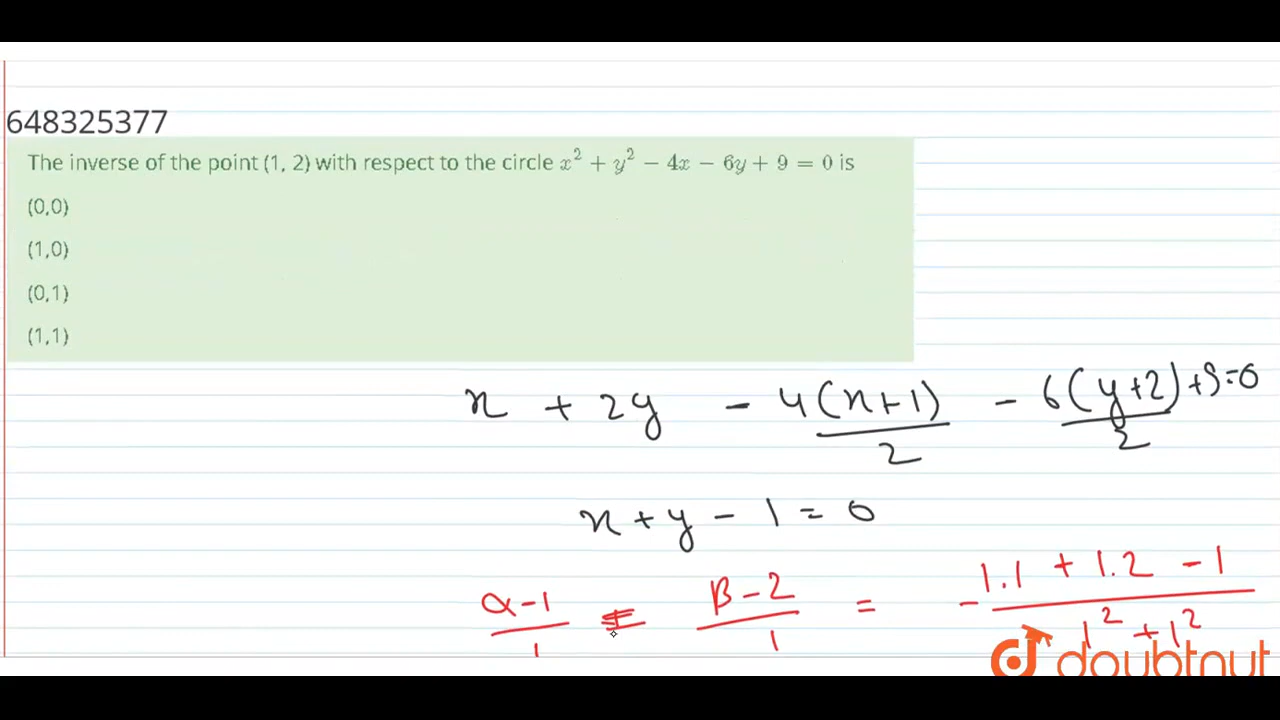 648325377
The inverse of the point (1, 2) with respect to the circle x² + y² − 4x − 6y + 9 = 0 is
(0,0)
(1,0)
(0,1)
(1,1)
x + 2y - 4(x+1)/2 - 6(y+2)/2 + 9 = 0
x + y - 1 = 0
α-1/1 = β-2/1 = -1.1 + 1.2 - 1/1² + 1²
doubtnut